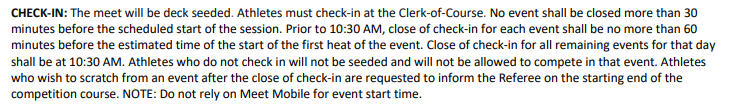 CHECK-IN: The meet will be deck seeded. Athletes must check-in at the Clerk-of-Course. No event shall be closed more than 30
minutes before the scheduled start of the session. Prior to 10:30 AM, close of check-in for each event shall be no more than 60
minutes before the estimated time of the start of the first heat of the event. Close of check-in for all remaining events for that day
shall be at 10:30 AM. Athletes who do not check in will not be seeded and will not be allowed to compete in that event. Athletes
who wish to scratch from an event after the close of check-in are requested to inform the Referee on the starting end of the
competition course. NOTE: Do not rely on Meet Mobile for event start time.